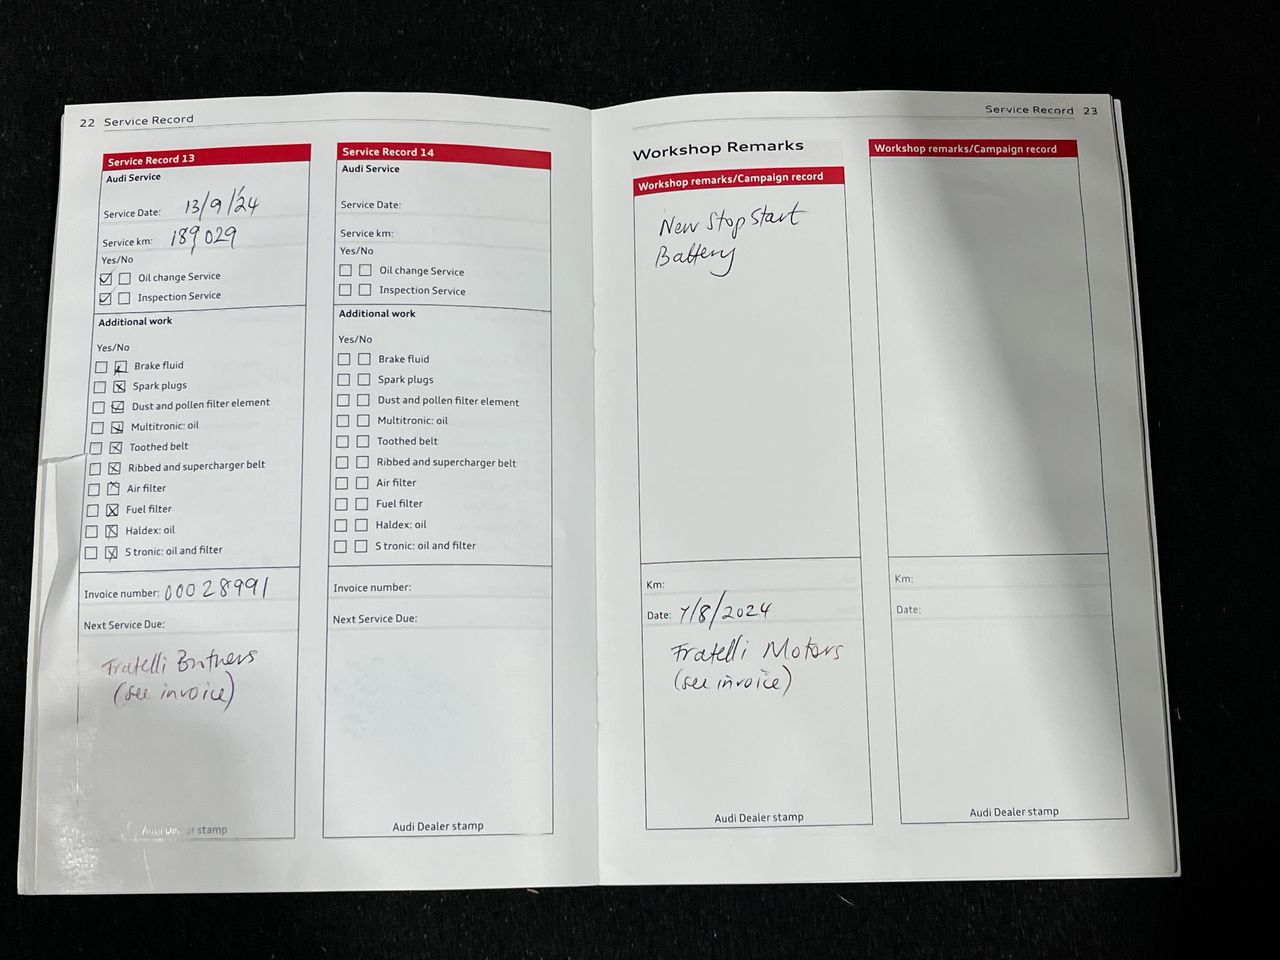 22 Service Record
Service Record 13
Audi Service
Service Date: 13/9/24
Service km: 189,029
Yes/No
Oil change Service
Inspection Service
Additional work
Yes/No
Brake fluid
Spark plugs
Dust and pollen filter element
Multitronic: oil
Toothed belt
Ribbed and supercharger belt
Air filter
Fuel filter
Haldex: oil
S tronic: oil and filter
Invoice number: 00028991
Next Service Due:
Fratelli Brothers
(see invoice)
Audi Dealer stamp
Service Record 14
Audi Service
Service Date:
Service km:
Yes/No
Oil change Service
Inspection Service
Additional work
Yes/No
Brake fluid
Spark plugs
Dust and pollen filter element
Multitronic: oil
Toothed belt
Ribbed and supercharger belt
Air filter
Fuel filter
Haldex: oil
S tronic: oil and filter
Invoice number:
Next Service Due:
Audi Dealer stamp
Service Record 23
Workshop Remarks
Workshop remarks/Campaign record
New Stop Start
Battery
Km:
Date: 7/8/2024
Fratelli Motors
(see invoice)
Audi Dealer stamp
Workshop remarks/Campaign record
Km:
Date:
Audi Dealer stamp